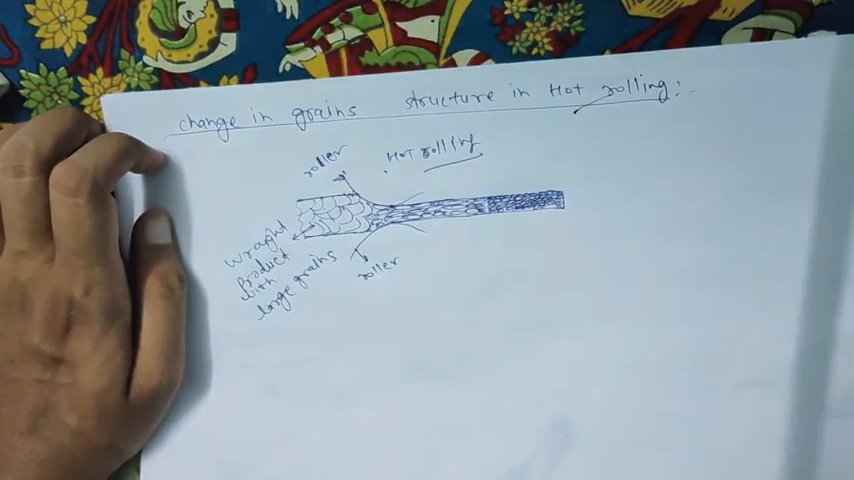 change in grains structure in Hot rolling:-
Hot rolling
roller
wrought
product
with
large grains
roller